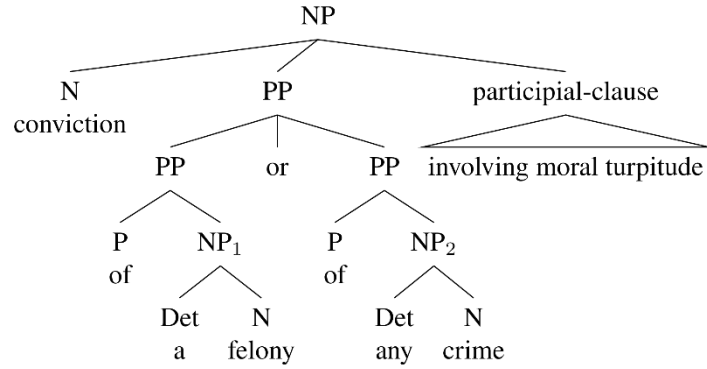 NP
N PP participial-clause
conviction
PP or PP involving moral turpitude
P NP₁ P NP₂
of of
Det N Det N
a felony any crime